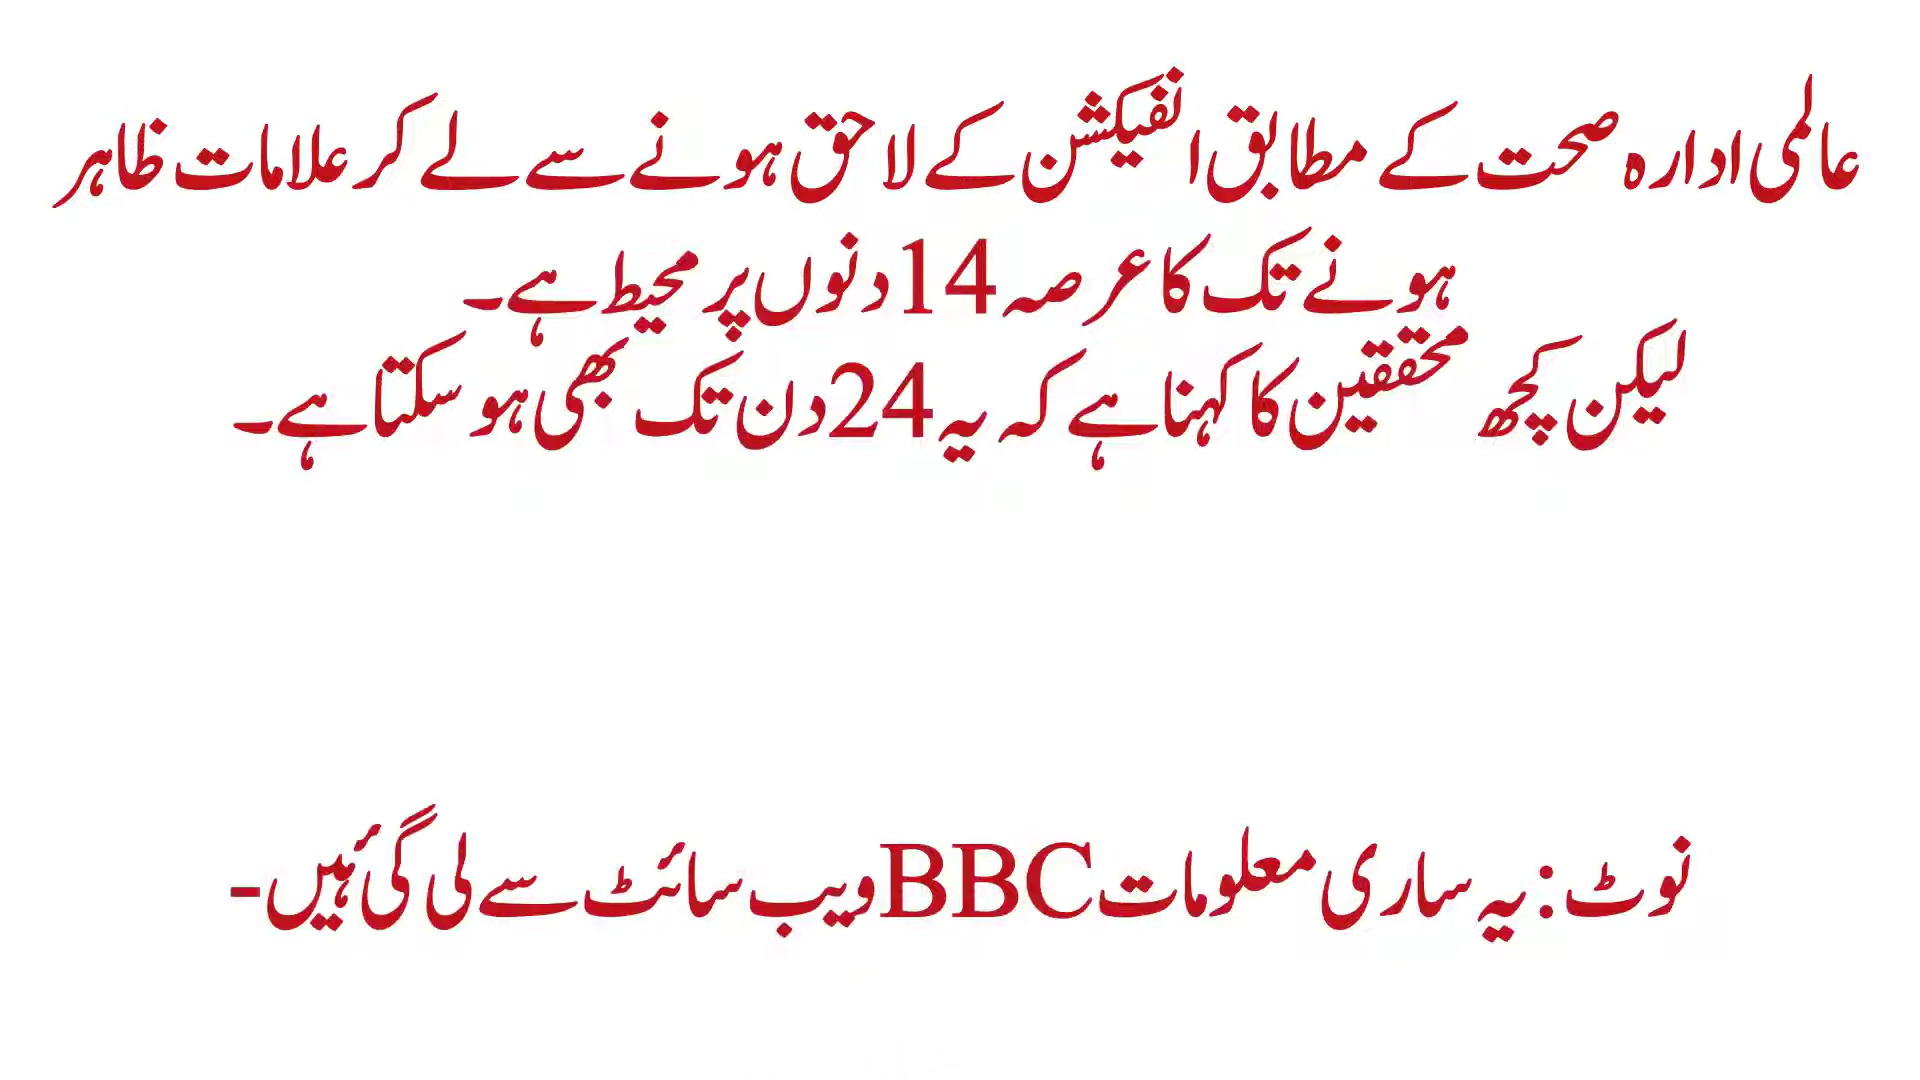 عالمی ادارہ صحت کے مطابق انفیکشن کے لاحق ہونے سے لے کر علامات ظاہر
ہونے تک کا عرصہ 14 دنوں پر محیط ہے۔
لیکن کچھ محققین کا کہنا ہے کہ یہ 24 دن تک بھی ہو سکتا ہے۔
نوٹ: یہ ساری معلومات BBC ویب سائٹ سے لی گئ ہیں-